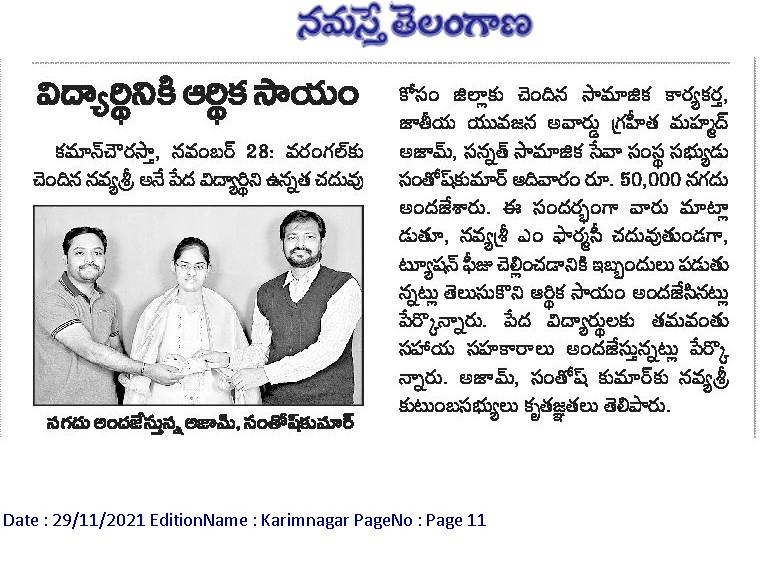 నమస్తే తెలంగాణ
విద్యార్థినికి ఆర్థిక సాయం
కమాన్‌చౌరస్తా, నవంబర్ 28: వరంగల్‌కు
చెందిన నవ్యశ్రీ అనే పేద విద్యార్థిని ఉన్నత చదువు
నగదు అందజేస్తున్న అజామ్, సంతోష్‌కుమార్
కోసం జిల్లాకు చెందిన సామాజిక కార్యకర్త,
జాతీయ యువజన అవార్డు గ్రహీత మహ్మద్
అజామ్, సన్నత్ సామాజిక సేవా సంస్థ సభ్యుడు
సంతోష్‌కుమార్ ఆదివారం రూ. 50,000 నగదు
అందజేశారు. ఈ సందర్భంగా వారు మాట్లా
డుతూ, నవ్యశ్రీ ఎం ఫార్మసీ చదువుతుండగా,
ట్యూషన్ ఫీజు చెల్లించడానికి ఇబ్బందులు పడుతు
న్నట్లు తెలుసుకొని ఆర్థిక సాయం అందజేసినట్లు
పేర్కొన్నారు. పేద విద్యార్థులకు తమవంతు
సహాయ సహకారాలు అందజేస్తున్నట్లు పేర్కొ
న్నారు. అజామ్, సంతోష్ కుమార్‌కు నవ్యశ్రీ
కుటుంబసభ్యులు కృతజ్ఞతలు తెలిపారు.
Date : 29/11/2021 EditionName : Karimnagar PageNo : Page 11